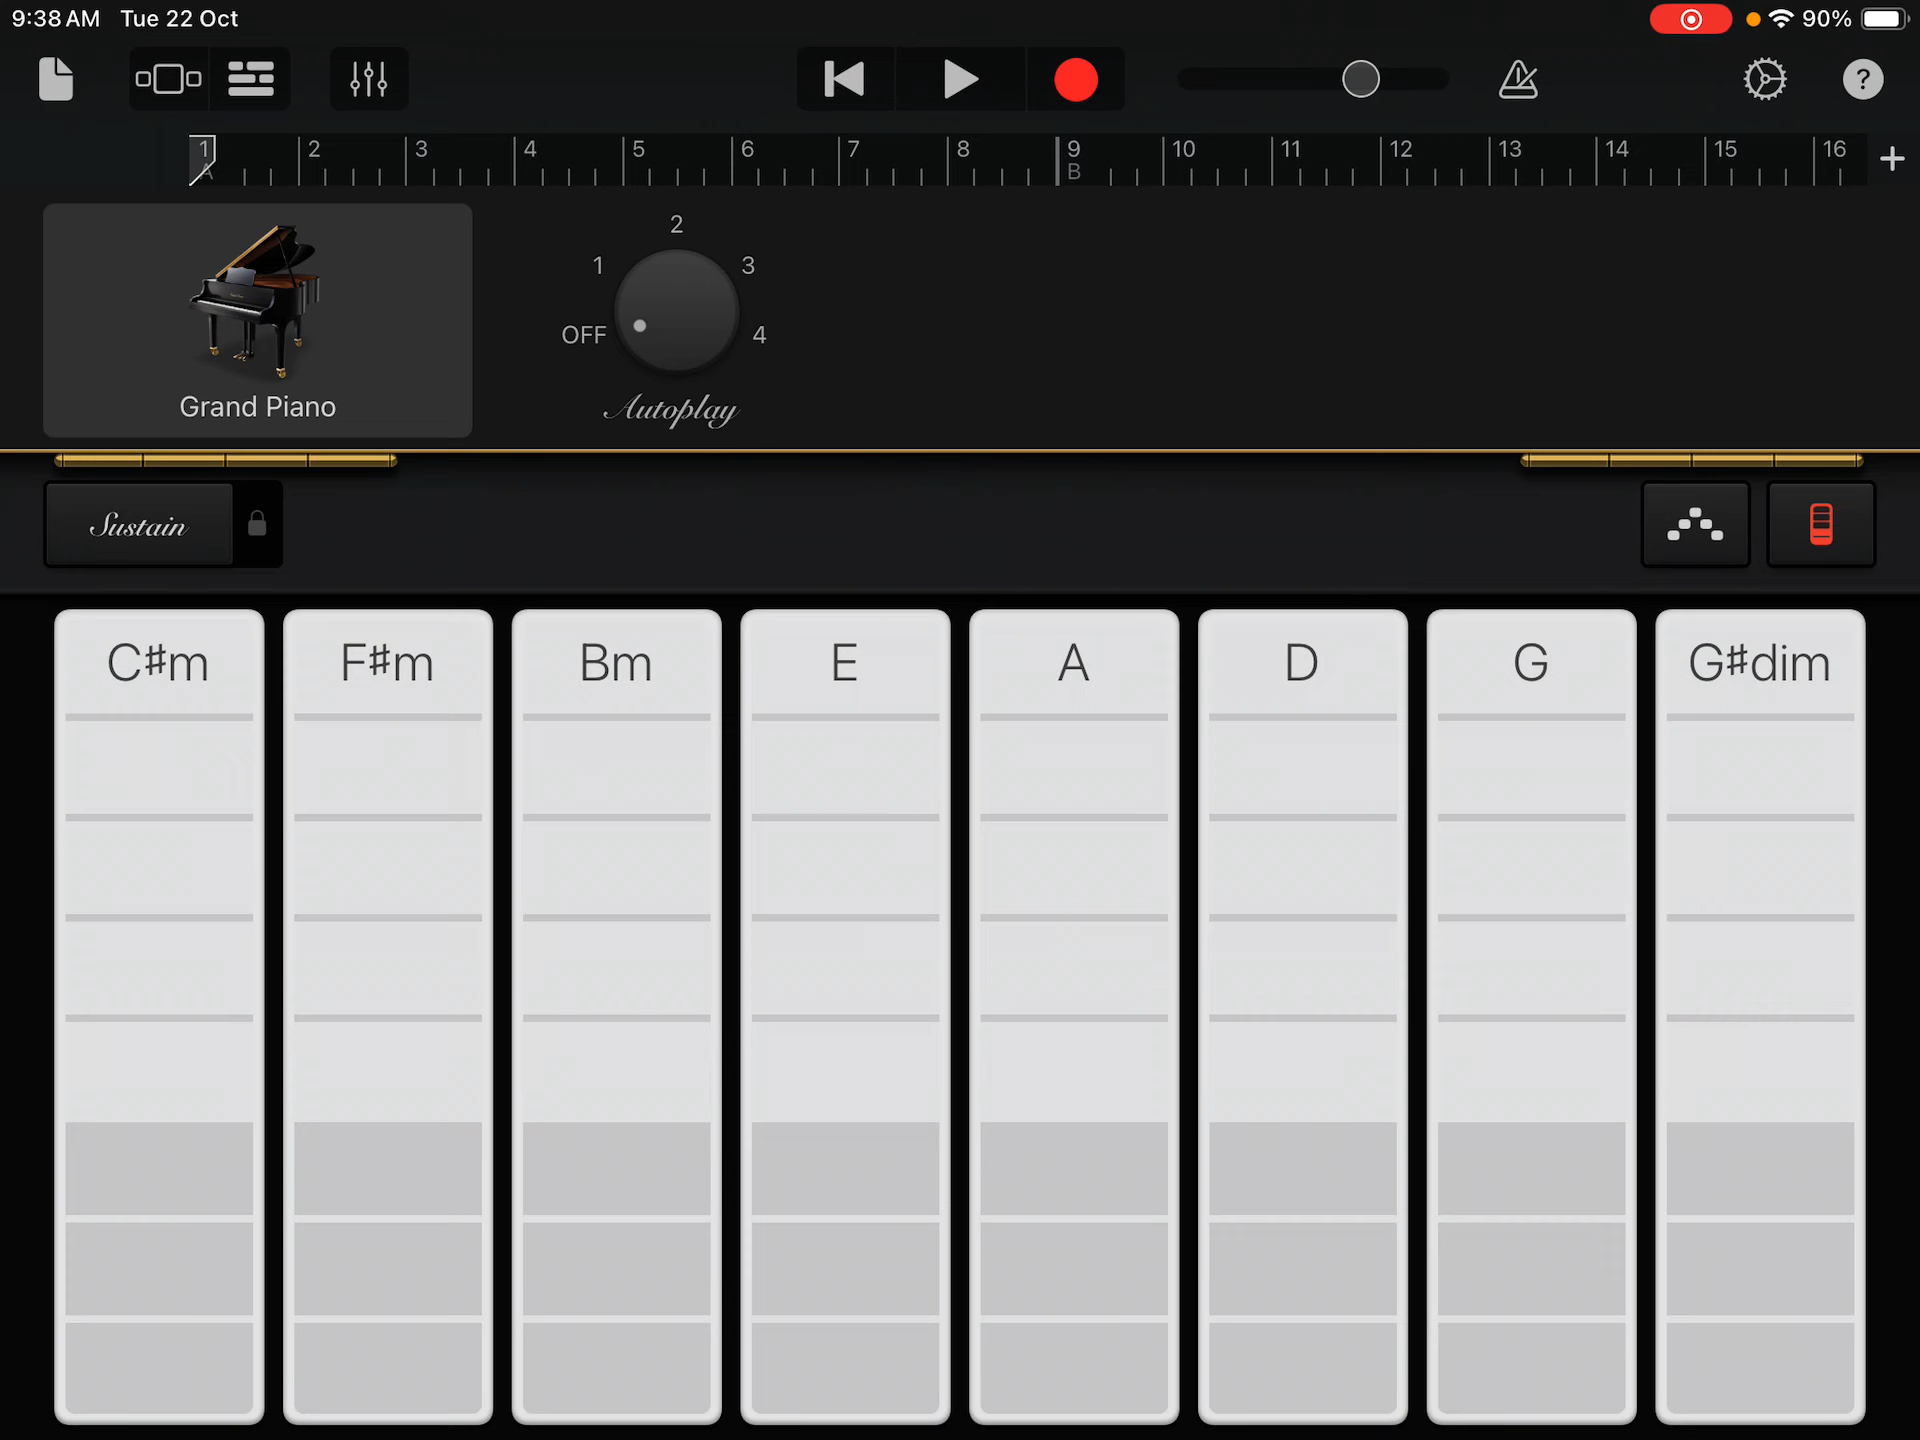 9:38 AM Tue 22 Oct 90%
?
1 2 3 4 5 6 7 8 9 10 11 12 13 14 15 16 +
A B
2
1 3
OFF 4
Grand Piano
Autoplay
Sustain
C♯m F♯m Bm E A D G G♯dim